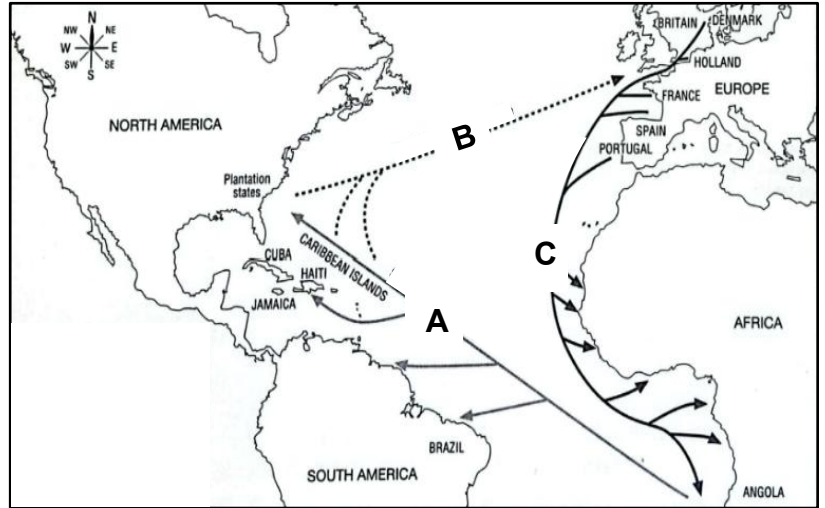 N
NW NE
W E
SW SE
S
BRITAIN
DENMARK
HOLLAND
EUROPE
FRANCE
SPAIN
PORTUGAL
NORTH AMERICA
B
Plantation
states
CARIBBEAN ISLANDS
CUBA
HAITI
JAMAICA
C
A
AFRICA
BRAZIL
SOUTH AMERICA
ANGOLA